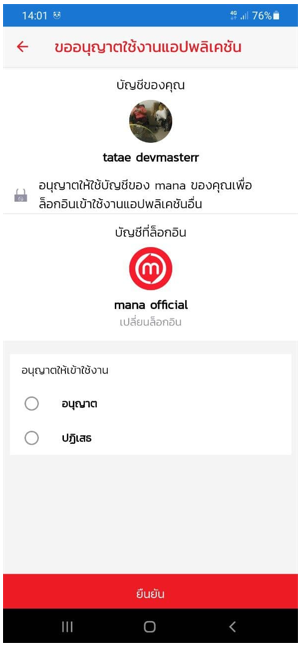 14:01 76%
ขออนุญาตใช้งานแอปพลิเคชัน
บัญชีของคุณ
tatae devmasterr
อนุญาตให้ใช้บัญชีของ mana ของคุณเพื่อ
ล็อกอินเข้าใช้งานแอปพลิเคชันอื่น
บัญชีที่ล็อกอิน
m
mana official
เปลี่ยนล็อกอิน
อนุญาตให้เข้าใช้งาน
อนุญาต
ปฏิเสธ
ยืนยัน